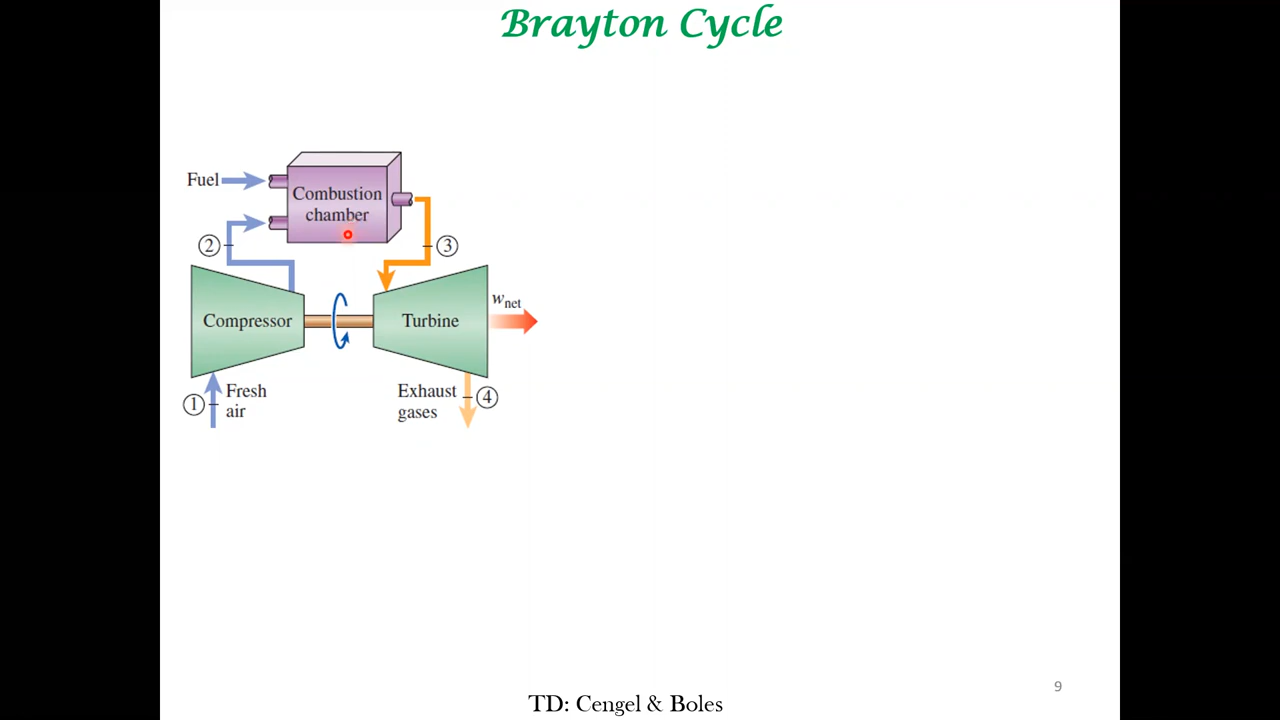 Brayton Cycle
Fuel
Combustion
chamber
②
③
Compressor
Turbine
wnet
①
Fresh
air
Exhaust
gases
④
9
TD: Cengel & Boles